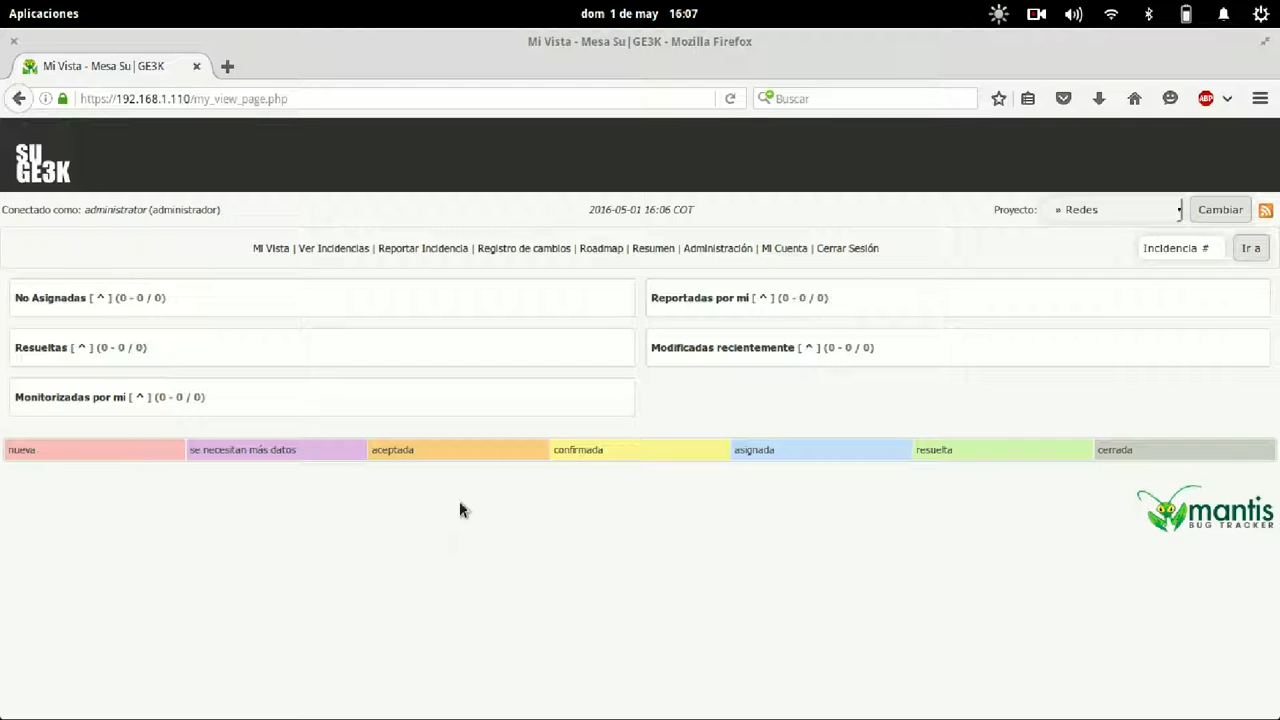 Aplicaciones
dom 1 de may 16:07
Mi Vista - Mesa Su|GE3K - Mozilla Firefox
Mi Vista - Mesa Su|GE3K
https://192.168.1.110/my_view_page.php
Buscar
ABP
SU
GE3K
Conectado como: administrator (administrador)
2016-05-01 16:06 COT
Proyecto: » Redes Cambiar
Mi Vista | Ver Incidencias | Reportar Incidencia | Registro de cambios | Roadmap | Resumen | Administración | Mi Cuenta | Cerrar Sesión
Incidencia # Ir a
No Asignadas [ ^ ] (0 - 0 / 0)
Reportadas por mi [ ^ ] (0 - 0 / 0)
Resueltas [ ^ ] (0 - 0 / 0)
Modificadas recientemente [ ^ ] (0 - 0 / 0)
Monitorizadas por mi [ ^ ] (0 - 0 / 0)
nueva se necesitan más datos aceptada confirmada asignada resuelta cerrada
mantis
BUG TRACKER